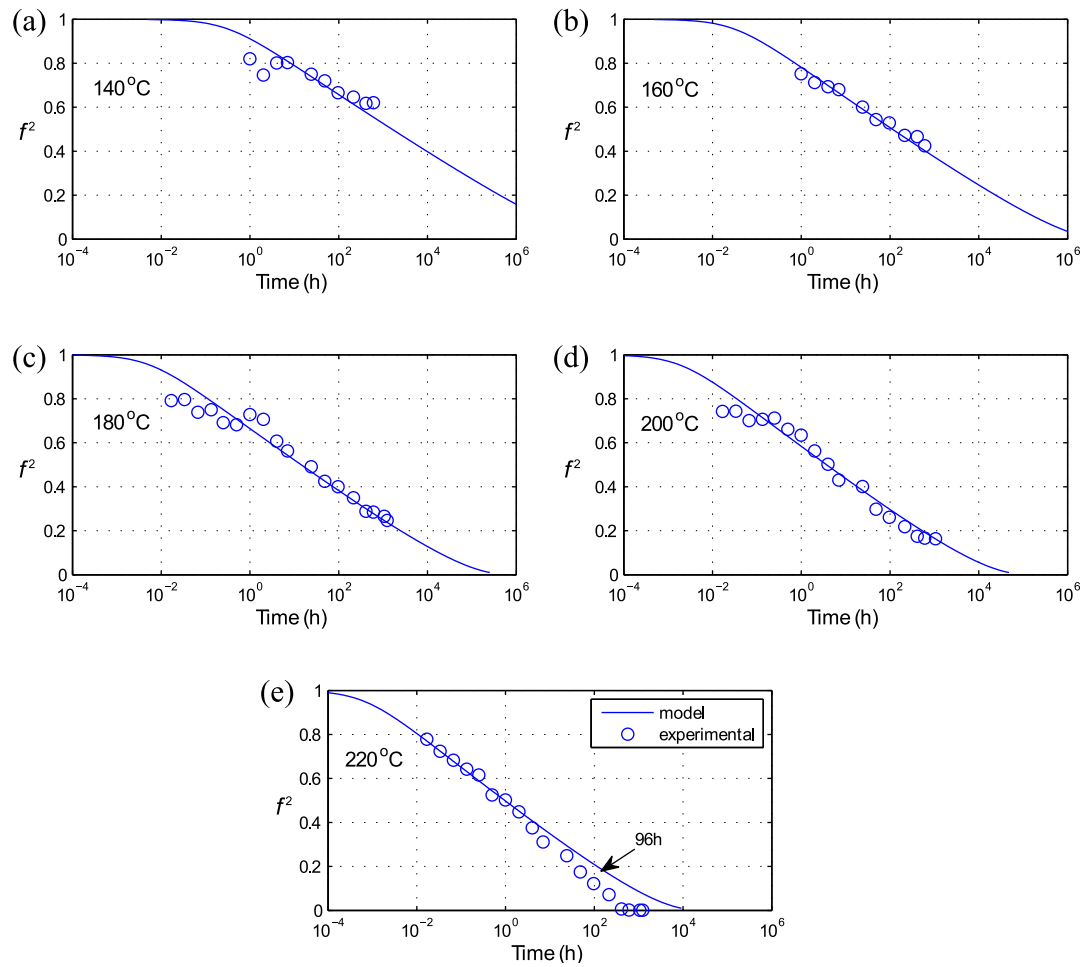 (a)
1
0.8
0.6
0.4
0.2
0
f²
140°C
10⁻⁴ 10⁻² 10⁰ 10² 10⁴ 10⁶
Time (h)
(b)
1
0.8
0.6
0.4
0.2
0
f²
160°C
10⁻⁴ 10⁻² 10⁰ 10² 10⁴ 10⁶
Time (h)
(c)
1
0.8
0.6
0.4
0.2
0
f²
180°C
10⁻⁴ 10⁻² 10⁰ 10² 10⁴ 10⁶
Time (h)
(d)
1
0.8
0.6
0.4
0.2
0
f²
200°C
10⁻⁴ 10⁻² 10⁰ 10² 10⁴ 10⁶
Time (h)
(e)
1
0.8
0.6
0.4
0.2
0
f²
220°C
model
experimental
96h
10⁻⁴ 10⁻² 10⁰ 10² 10⁴ 10⁶
Time (h)